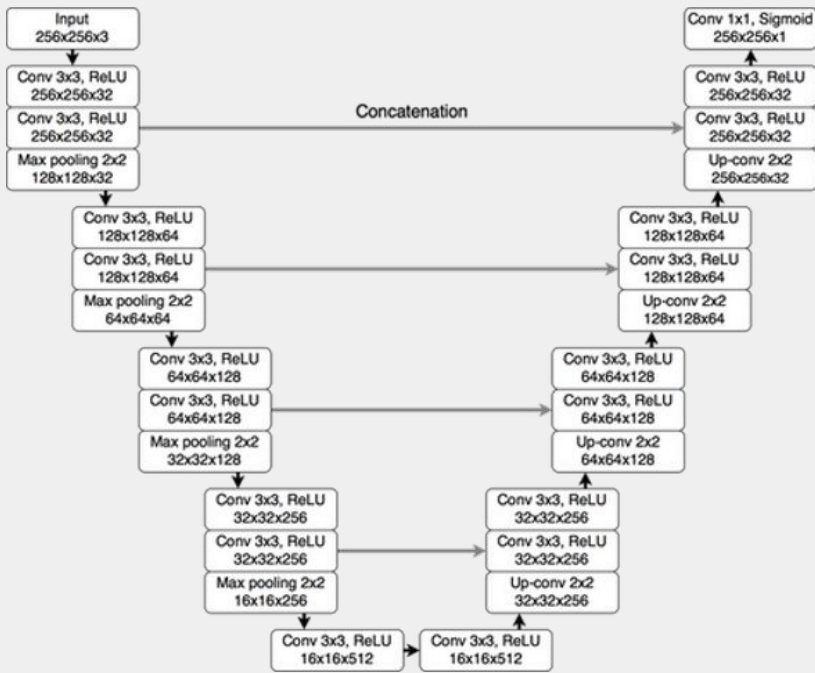 Input
256x256x3
Conv 3x3, ReLU
256x256x32
Conv 3x3, ReLU
256x256x32
Max pooling 2x2
128x128x32
Conv 3x3, ReLU
128x128x64
Conv 3x3, ReLU
128x128x64
Max pooling 2x2
64x64x64
Conv 3x3, ReLU
64x64x128
Conv 3x3, ReLU
64x64x128
Max pooling 2x2
32x32x128
Conv 3x3, ReLU
32x32x256
Conv 3x3, ReLU
32x32x256
Max pooling 2x2
16x16x256
Conv 3x3, ReLU
16x16x512
Conv 3x3, ReLU
16x16x512
Concatenation
Conv 1x1, Sigmoid
256x256x1
Conv 3x3, ReLU
256x256x32
Conv 3x3, ReLU
256x256x32
Up-conv 2x2
256x256x32
Conv 3x3, ReLU
128x128x64
Conv 3x3, ReLU
128x128x64
Up-conv 2x2
128x128x64
Conv 3x3, ReLU
64x64x128
Conv 3x3, ReLU
64x64x128
Up-conv 2x2
64x64x128
Conv 3x3, ReLU
32x32x256
Conv 3x3, ReLU
32x32x256
Up-conv 2x2
32x32x256